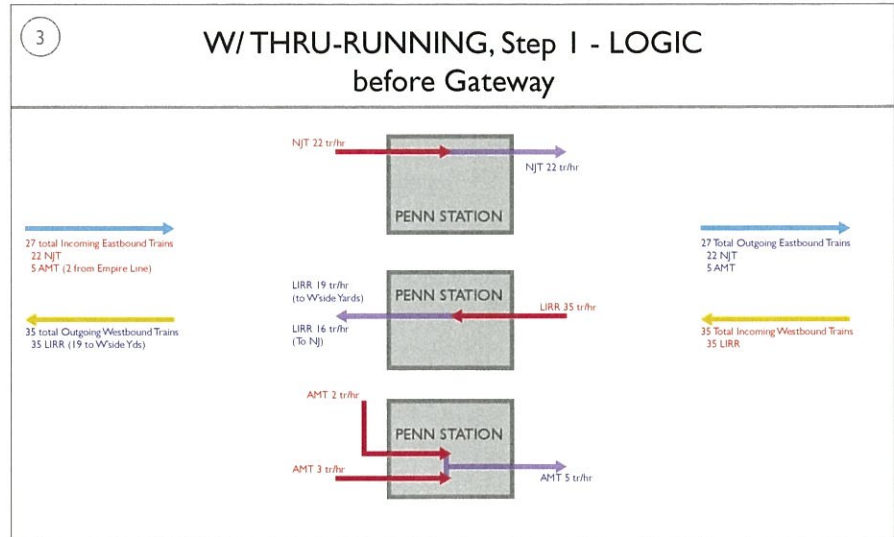 3
W/ THRU-RUNNING, Step 1 - LOGIC
before Gateway
NJT 22 tr/hr
NJT 22 tr/hr
PENN STATION
27 total Incoming Eastbound Trains
22 NJT
5 AMT (2 from Empire Line)
27 Total Outgoing Eastbound Trains
22 NJT
5 AMT
LIRR 19 tr/hr
(to W'side Yards)
PENN STATION
LIRR 35 tr/hr
LIRR 16 tr/hr
(To NJ)
35 total Outgoing Westbound Trains
35 LIRR (19 to W'side Yds)
35 Total Incoming Westbound Trains
35 LIRR
AMT 2 tr/hr
PENN STATION
AMT 3 tr/hr
AMT 5 tr/hr